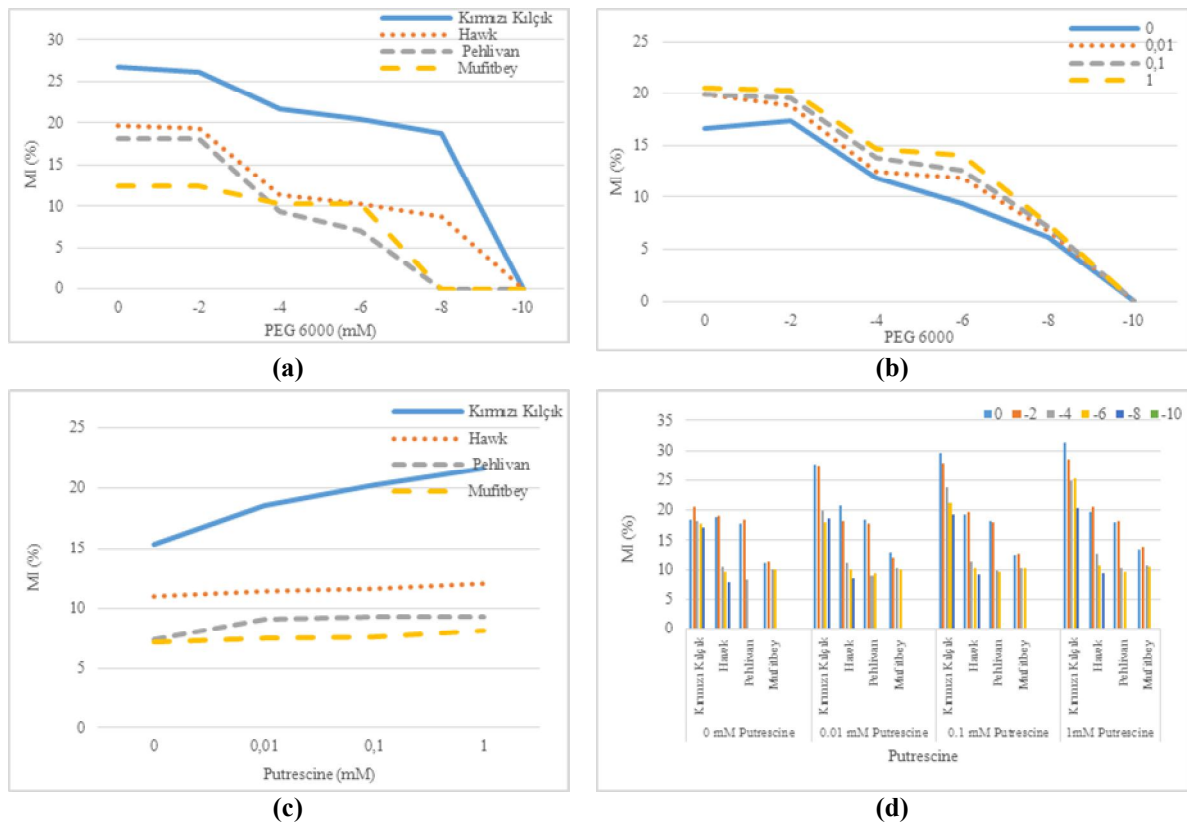 Kırmızı Kılçık
Hawk
Pehlivan
Mufitbey
30
25
20
15
10
5
0
MI (%)
0 -2 -4 -6 -8 -10
PEG 6000 (mM)
(a)
0
0,01
0,1
1
25
20
15
10
5
0
MI (%)
0 -2 -4 -6 -8 -10
PEG 6000
(b)
Kırmızı Kılçık
Hawk
Pehlivan
Mufitbey
25
20
15
10
5
0
MI (%)
0 0,01 0,1 1
Putrescine (mM)
(c)
0 -2 -4 -6 -8 -10
35
30
25
20
15
10
5
0
MI (%)
Kırmızı Kılçık Hawk Pehlivan Mufitbey Kırmızı Kılçık Hawk Pehlivan Mufitbey Kırmızı Kılçık Hawk Pehlivan Mufitbey Kırmızı Kılçık Hawk Pehlivan Mufitbey
0 mM Putrescine 0.01 mM Putrescine 0.1 mM Putrescine 1mM Putrescine
Putrescine
(d)